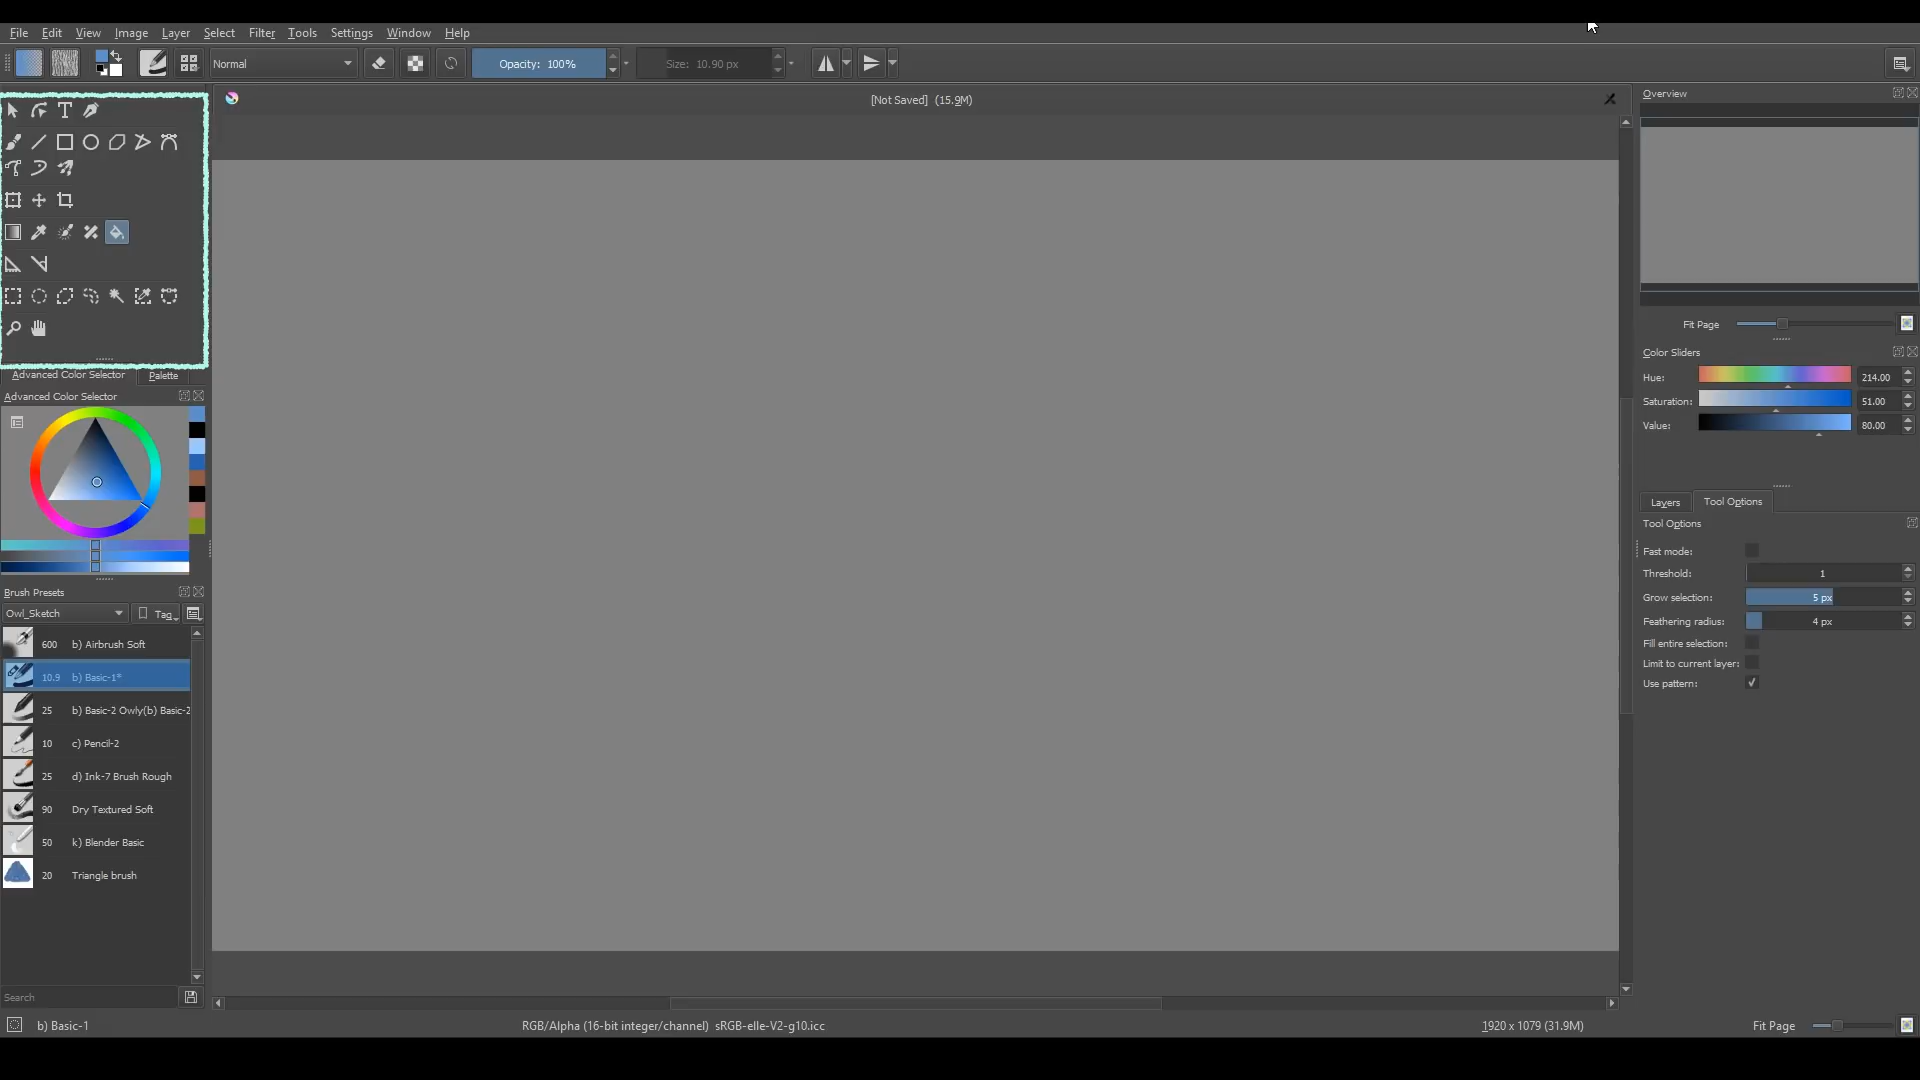 File Edit View Image Layer Select Filter Tools Settings Window Help
Normal Opacity: 100% Size: 10.90 px
[Not Saved] (15.9M)
Overview
Fit Page
Color Sliders
Hue: 214.00
Saturation: 51.00
Value: 80.00
Advanced Color Selector Palette
Advanced Color Selector
Layers Tool Options
Tool Options
Fast mode:
Threshold: 1
Grow selection: 5 px
Feathering radius: 4 px
Fill entire selection:
Limit to current layer:
Use pattern:
Brush Presets
Owl_Sketch Tag
600 b) Airbrush Soft
10.9 b) Basic-1*
25 b) Basic-2 Owly(b) Basic-2
10 c) Pencil-2
25 d) Ink-7 Brush Rough
90 Dry Textured Soft
50 k) Blender Basic
20 Triangle brush
Search
b) Basic-1 RGB/Alpha (16-bit integer/channel) sRGB-elle-V2-g10.icc 1920 x 1079 (31.9M) Fit Page